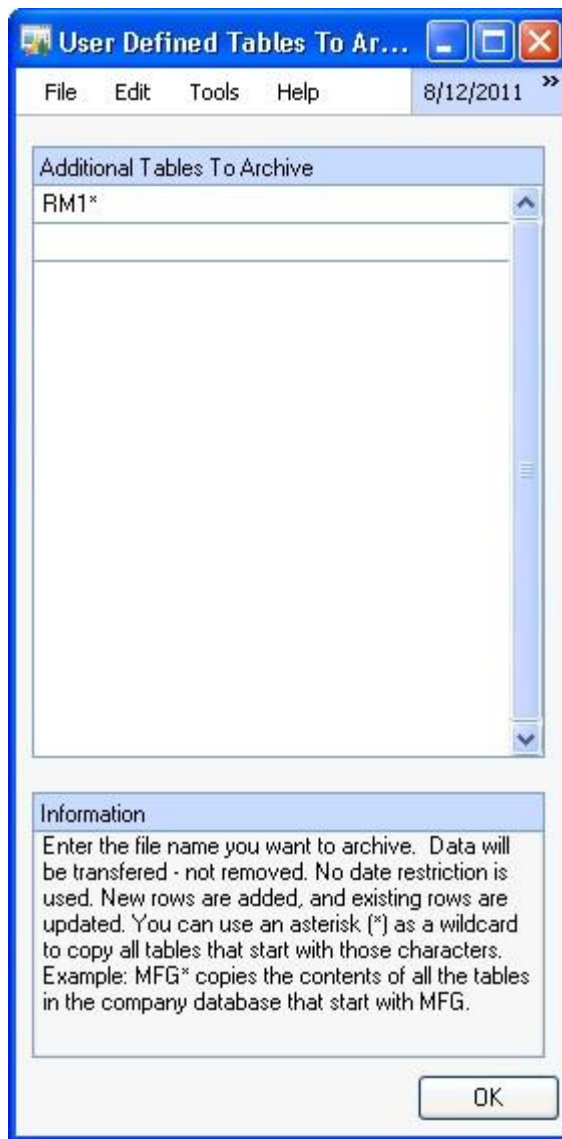 User Defined Tables To Ar...
File Edit Tools Help 8/12/2011 »
Additional Tables To Archive
RM1*
Information
Enter the file name you want to archive. Data will
be transfered - not removed. No date restriction is
used. New rows are added, and existing rows are
updated. You can use an asterisk (*) as a wildcard
to copy all tables that start with those characters.
Example: MFG* copies the contents of all the tables
in the company database that start with MFG.
OK